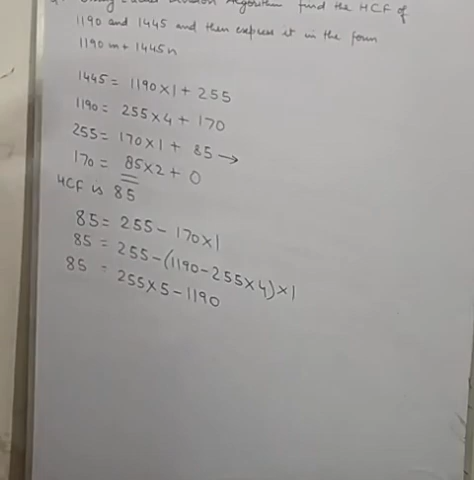 Division Algorithm find the HCF of
1190 and 1445 and then express it in the form
1190m + 1445n
1445 = 1190×1 + 255
1190 = 255×4 + 170
255 = 170×1 + 85 →
170 = 85×2 + 0
HCF is 85
85 = 255 - 170×1
85 = 255 - (1190 - 255×4)×1
85 = 255×5 - 1190